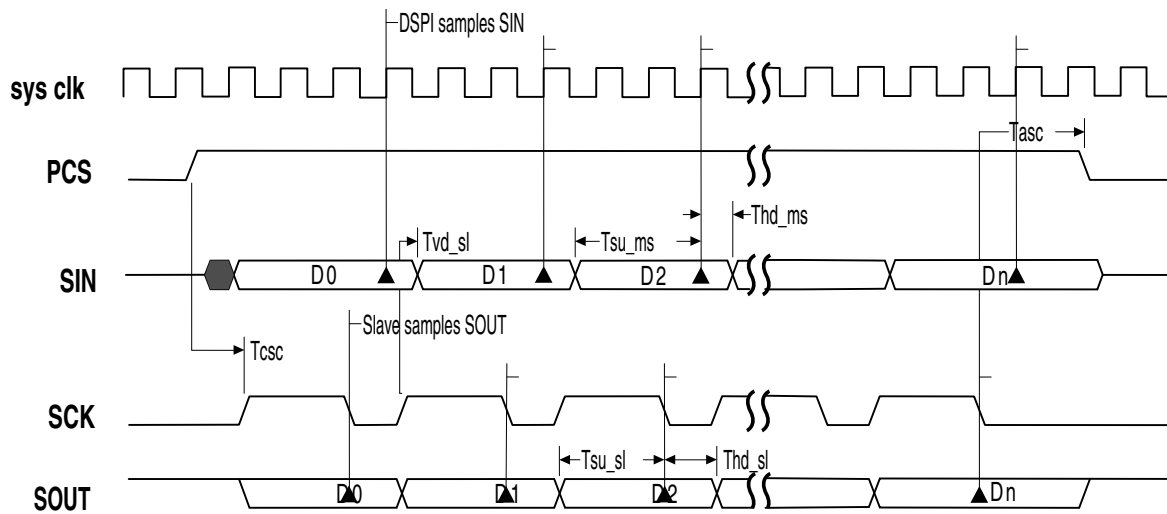 DSPI samples SIN
sys clk
Tasc
PCS
Thd_ms
Tvd_sl
Tsu_ms
SIN
D0
D1
D2
Dn
Slave samples SOUT
Tcsc
SCK
Tsu_sl
Thd_sl
SOUT
D0
D1
D2
Dn